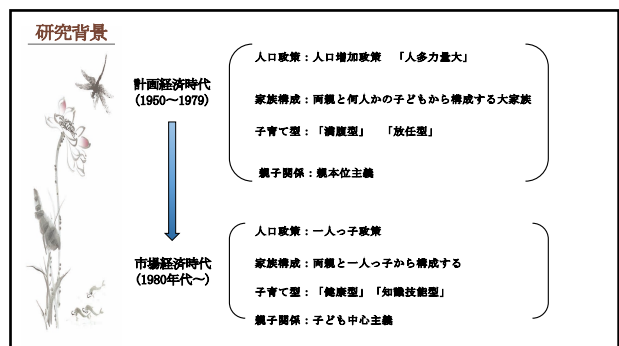 研究背景
計画経済時代
(1950～1979)
人口政策：人口増加政策　「人多力量大」
家族構成：両親と何人かの子どもから構成する大家族
子育て型：「満腹型」　「放任型」
親子関係：親本位主義
市場経済時代
(1980年代～)
人口政策：一人っ子政策
家族構成：両親と一人っ子から構成する
子育て型：「健康型」「知識技能型」
親子関係：子ども中心主義